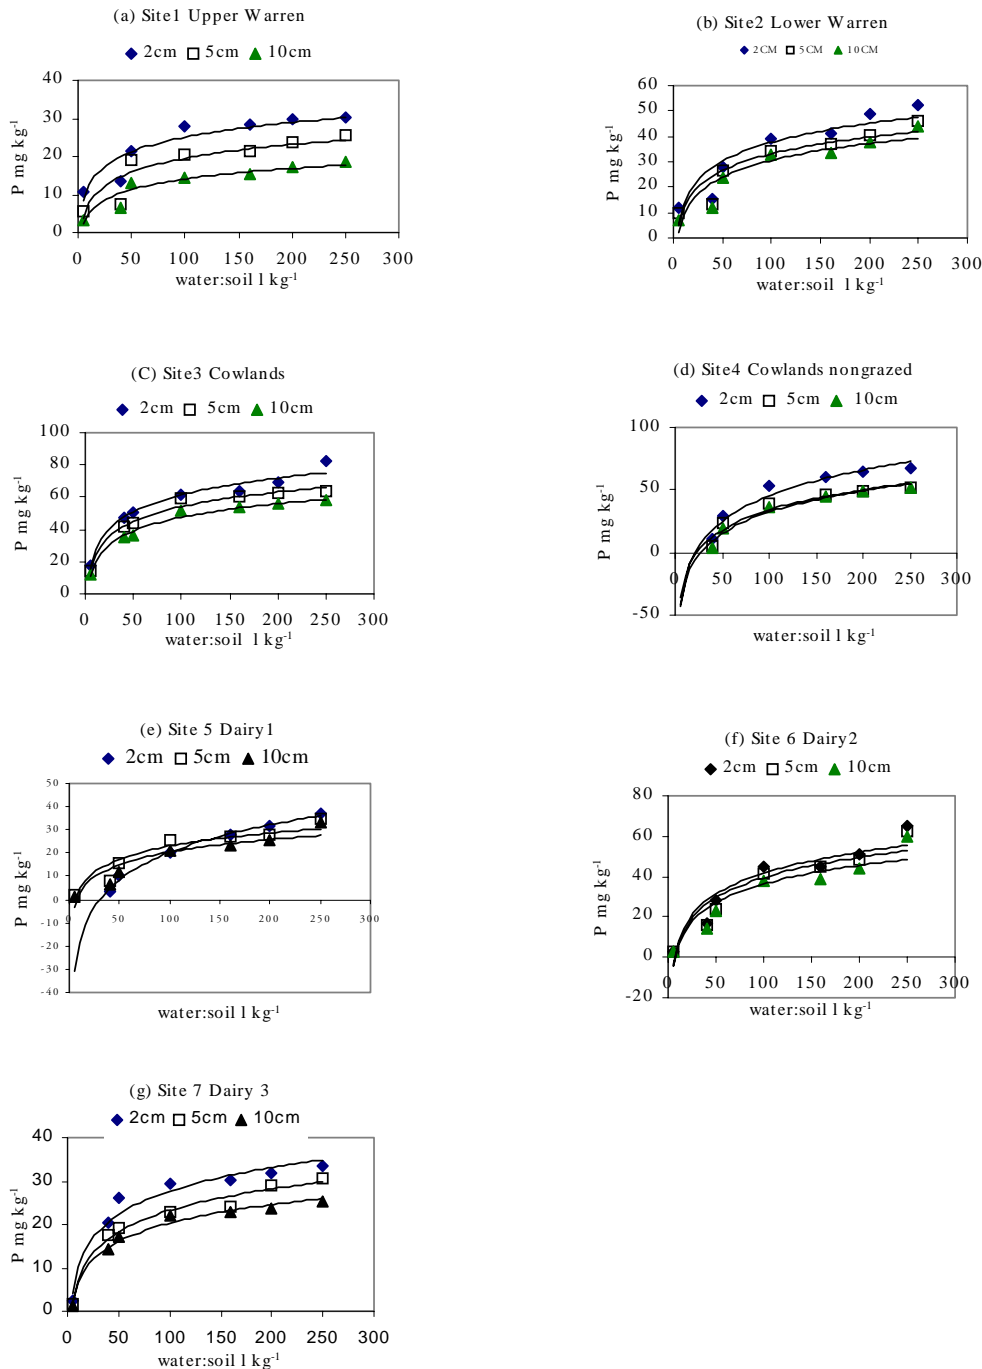 (a) Site1 Upper Warren
2cm 5cm 10cm
40
30
20
10
0
P mg kg-1
0 50 100 150 200 250 300
water:soil l kg-1
(b) Site2 Lower Warren
2CM 5CM 10CM
60
50
40
30
20
10
0
P mg kg-1
0 50 100 150 200 250 300
water:soil l kg-1
(C) Site3 Cowlands
2cm 5cm 10cm
100
80
60
40
20
0
P mg kg-1
0 50 100 150 200 250 300
water:soil l kg-1
(d) Site4 Cowlands nongrazed
2cm 5cm 10cm
100
50
0
-50
P mg kg-1
0 50 100 150 200 250 300
water:soil l kg-1
(e) Site 5 Dairy1
2cm 5cm 10cm
50
40
30
20
10
0
-10
-20
-30
-40
P mg kg-1
0 50 100 150 200 250 300
water:soil l kg-1
(f) Site 6 Dairy2
2cm 5cm 10cm
80
60
40
20
0
-20
P mg kg-1
0 50 100 150 200 250 300
water:soil l kg-1
(g) Site 7 Dairy 3
2cm 5cm 10cm
40
30
20
10
0
P mg kg-1
0 50 100 150 200 250 300
water:soil l kg-1